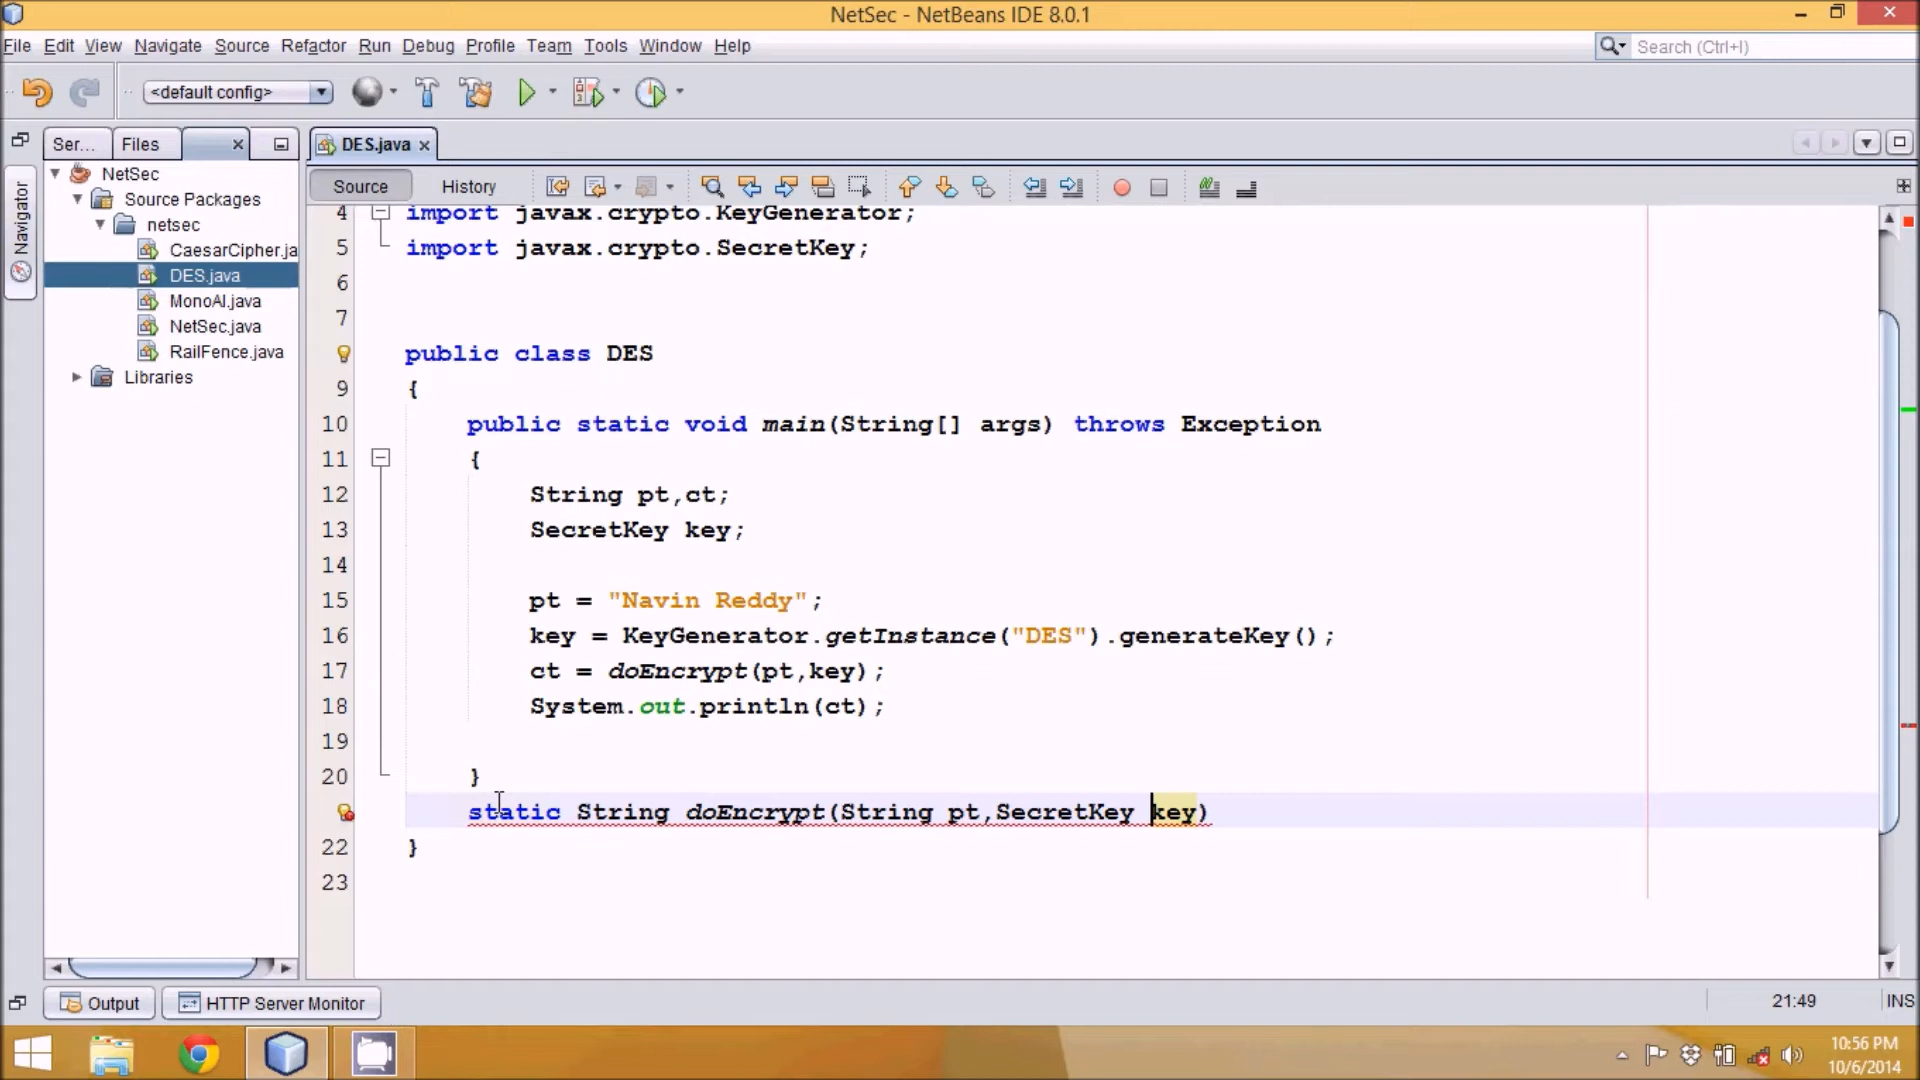 NetSec - NetBeans IDE 8.0.1
File Edit View Navigate Source Refactor Run Debug Profile Team Tools Window Help
Search (Ctrl+I)
<default config>
Ser... Files
DES.java
Navigator
NetSec
Source Packages
netsec
CaesarCipher.ja
DES.java
MonoAl.java
NetSec.java
RailFence.java
Libraries
Source History
4 import javax.crypto.KeyGenerator;
5 import javax.crypto.SecretKey;
6
7
public class DES
9 {
10 public static void main(String[] args) throws Exception
11 {
12 String pt,ct;
13 SecretKey key;
14
15 pt = "Navin Reddy";
16 key = KeyGenerator.getInstance("DES").generateKey();
17 ct = doEncrypt(pt,key);
18 System.out.println(ct);
19
20 }
static String doEncrypt(String pt,SecretKey key)
22 }
23
Output HTTP Server Monitor
21:49 INS
10:56 PM
10/6/2014